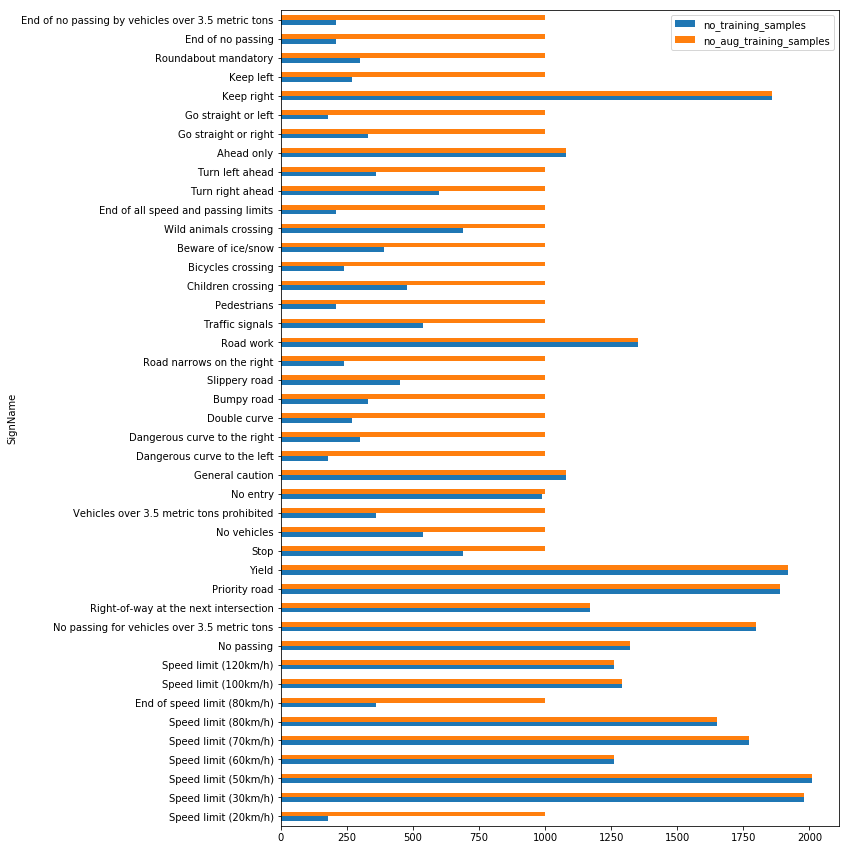 no_training_samples
no_aug_training_samples
SignName
End of no passing by vehicles over 3.5 metric tons
End of no passing
Roundabout mandatory
Keep left
Keep right
Go straight or left
Go straight or right
Ahead only
Turn left ahead
Turn right ahead
End of all speed and passing limits
Wild animals crossing
Beware of ice/snow
Bicycles crossing
Children crossing
Pedestrians
Traffic signals
Road work
Road narrows on the right
Slippery road
Bumpy road
Double curve
Dangerous curve to the right
Dangerous curve to the left
General caution
No entry
Vehicles over 3.5 metric tons prohibited
No vehicles
Stop
Yield
Priority road
Right-of-way at the next intersection
No passing for vehicles over 3.5 metric tons
No passing
Speed limit (120km/h)
Speed limit (100km/h)
End of speed limit (80km/h)
Speed limit (80km/h)
Speed limit (70km/h)
Speed limit (60km/h)
Speed limit (50km/h)
Speed limit (30km/h)
Speed limit (20km/h)
0 250 500 750 1000 1250 1500 1750 2000